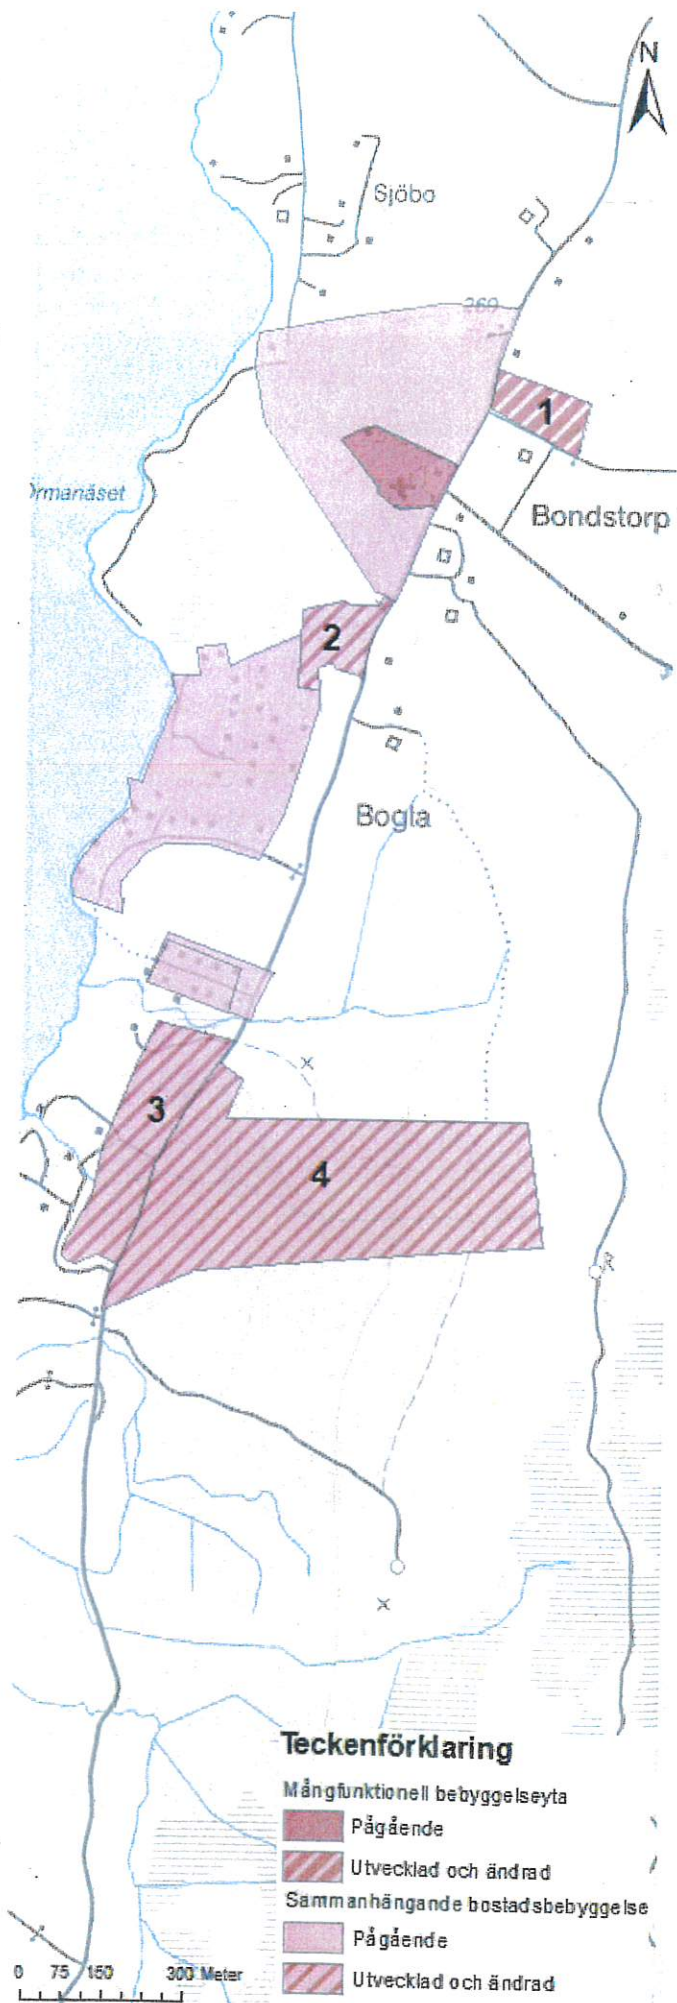 N
Sjöbo
269
1
Ormanäset
Bondstorp
2
Bogla
3
4
Teckenförklaring
Mångfunktionell bebyggelseyta
Pågående
Utvecklad och ändrad
Sammanhängande bostadsbebyggelse
Pågående
Utvecklad och ändrad
0 75 150 300 Meter